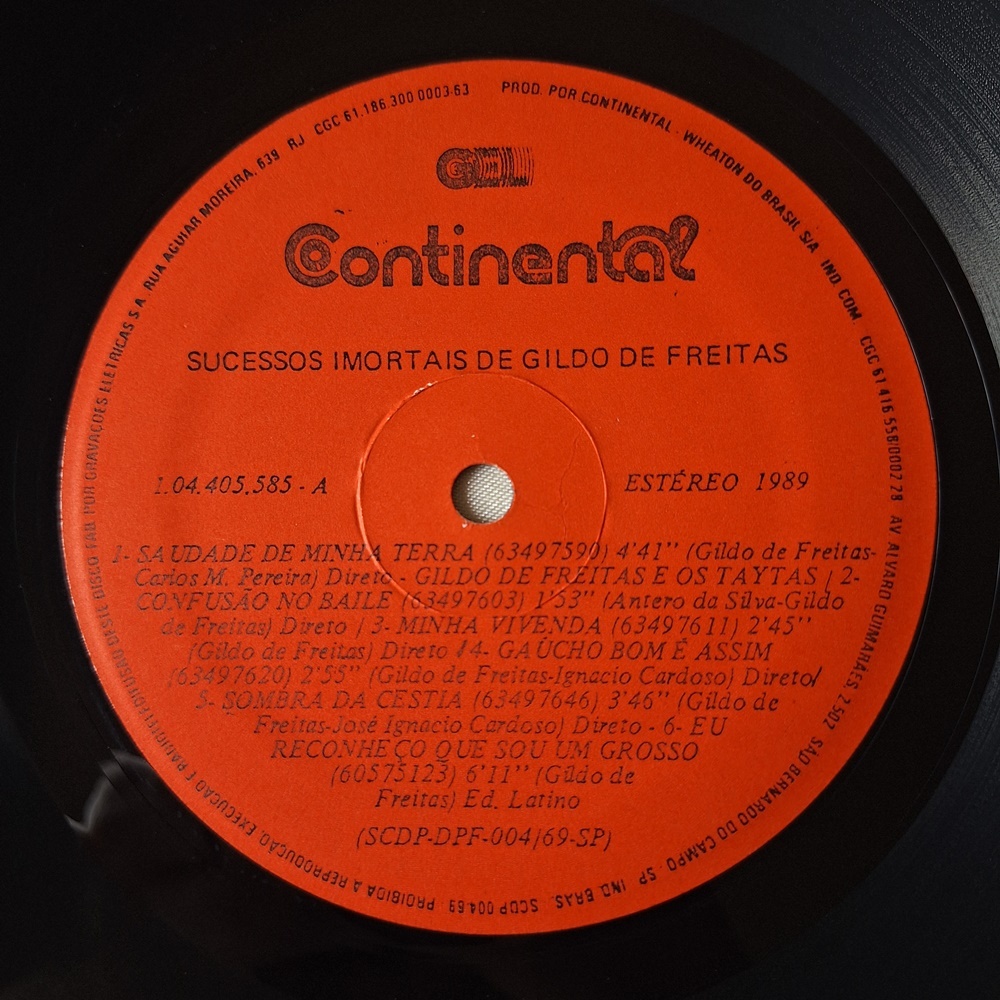 Continental
SUCESSOS IMORTAIS DE GILDO DE FREITAS
1.04.405.585 - A
ESTÉREO 1989
1- SAUDADE DE MINHA TERRA (63497590) 4'41" (Gildo de Freitas-
Carlos M. Pereira) Direto - GILDO DE FREITAS E OS TAYTAS / 2-
CONFUSÃO NO BAILE (63497603) 1'53" (Antero da Silva-Gildo
de Freitas) Direto / 3- MINHA VIVENDA (63497611) 2'45"
(Gildo de Freitas) Direto / 4- GAÚCHO BOM É ASSIM
(63497620) 2'55" (Gildo de Freitas-Ignacio Cardoso) Direto/
5- SOMBRA DA CESTIA (63497646) 3'46" (Gildo de
Freitas-José Ignacio Cardoso) Direto - 6- EU
RECONHEÇO QUE SOU UM GROSSO
(60575123) 6'11" (Gildo de
Freitas) Ed. Latino
(SCDP-DPF-004/69-SP)
PROD. POR CONTINENTAL - WHEATON DO BRASIL S/A IND. COM. CGC 61 416 558/0002 78 AV ALVARO GUIMARAES, 2.502 SÃO BERNARDO DO CAMPO, SP IND. BRAS. SCDP 004 69 PROIBIDA A REPRODUÇÃO, EXECUÇÃO E RADIOINTEDIFUSÃO DESTE DISCO FAB. POR GRAVAÇÕES ELÉTRICAS S A RUA AGUIAR MOREIRA, 639 RJ CGC 61.186.300 0003-63